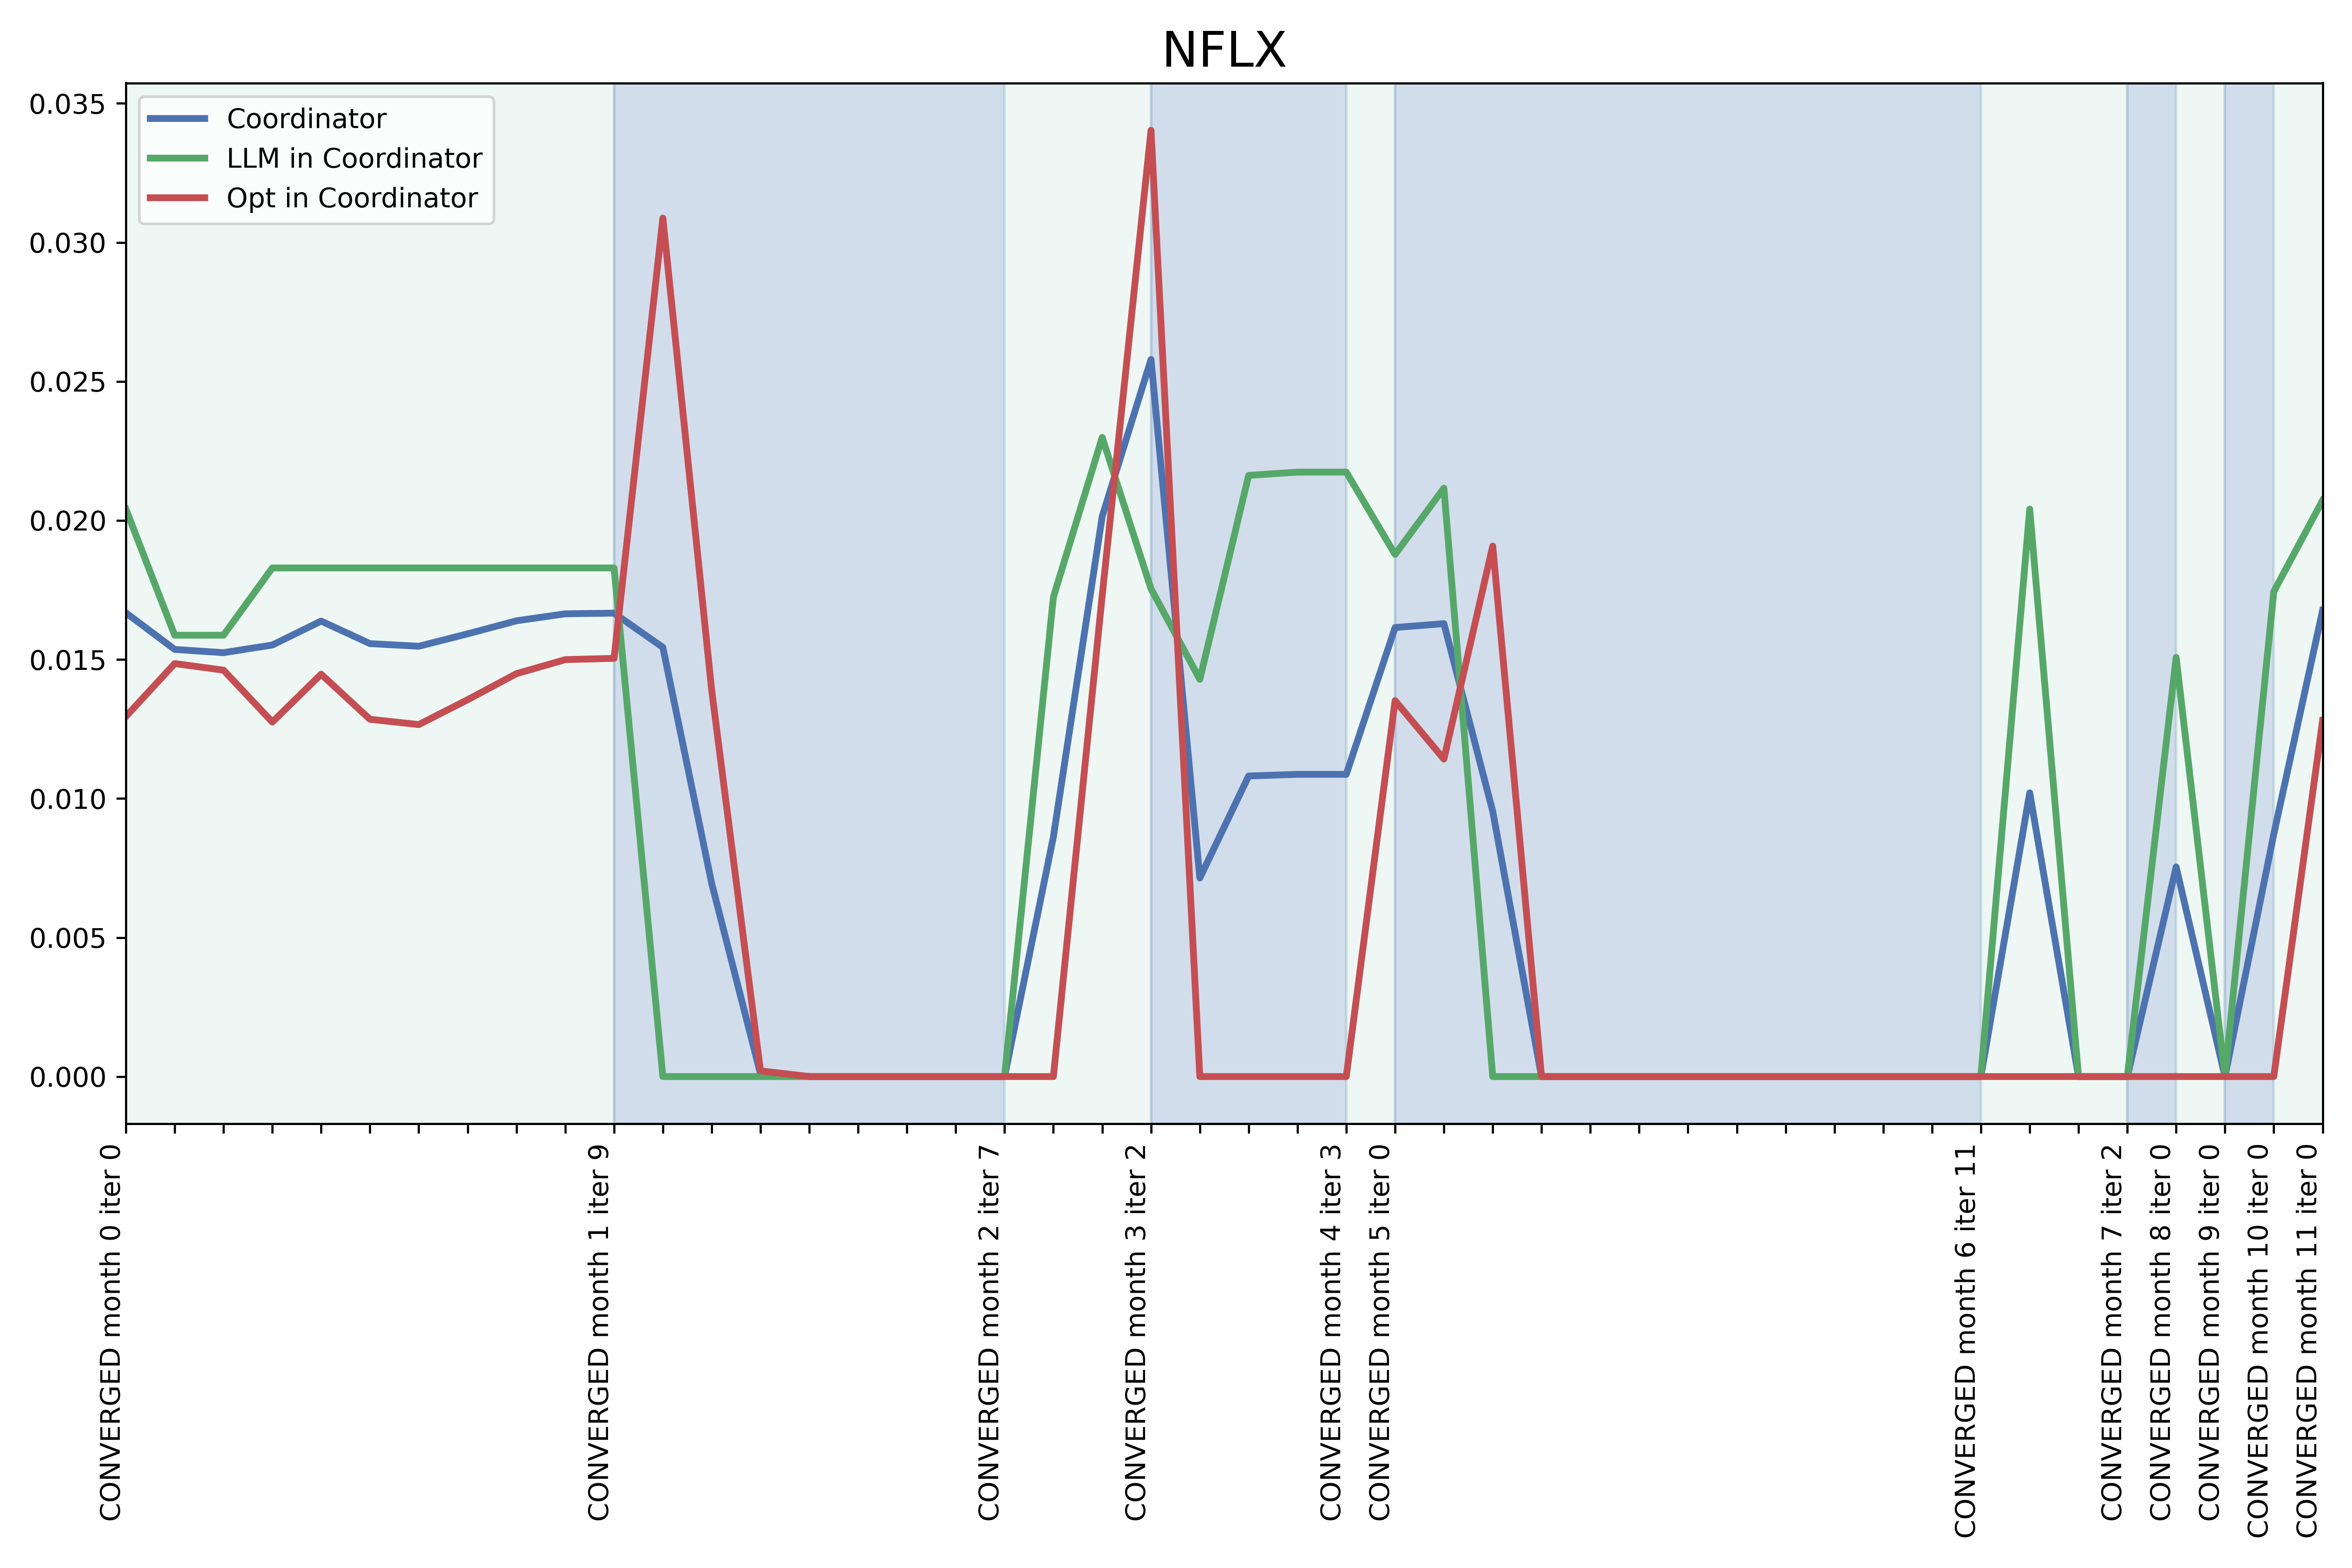 NFLX
Coordinator
LLM in Coordinator
Opt in Coordinator
0.035
0.030
0.025
0.020
0.015
0.010
0.005
0.000
CONVERGED month 0 iter 0
CONVERGED month 1 iter 9
CONVERGED month 2 iter 7
CONVERGED month 3 iter 2
CONVERGED month 4 iter 3
CONVERGED month 5 iter 0
CONVERGED month 6 iter 11
CONVERGED month 7 iter 2
CONVERGED month 8 iter 0
CONVERGED month 9 iter 0
CONVERGED month 10 iter 0
CONVERGED month 11 iter 0